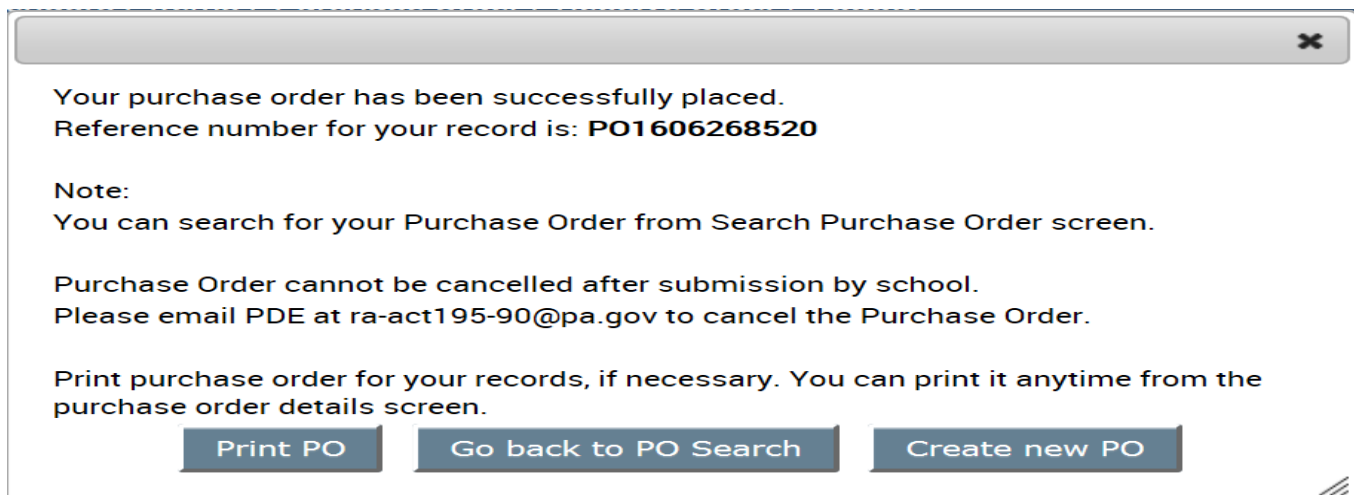 Your purchase order has been successfully placed.
Reference number for your record is: PO1606268520
Note:
You can search for your Purchase Order from Search Purchase Order screen.
Purchase Order cannot be cancelled after submission by school.
Please email PDE at ra-act195-90@pa.gov to cancel the Purchase Order.
Print purchase order for your records, if necessary. You can print it anytime from the
purchase order details screen.
Print PO
Go back to PO Search
Create new PO